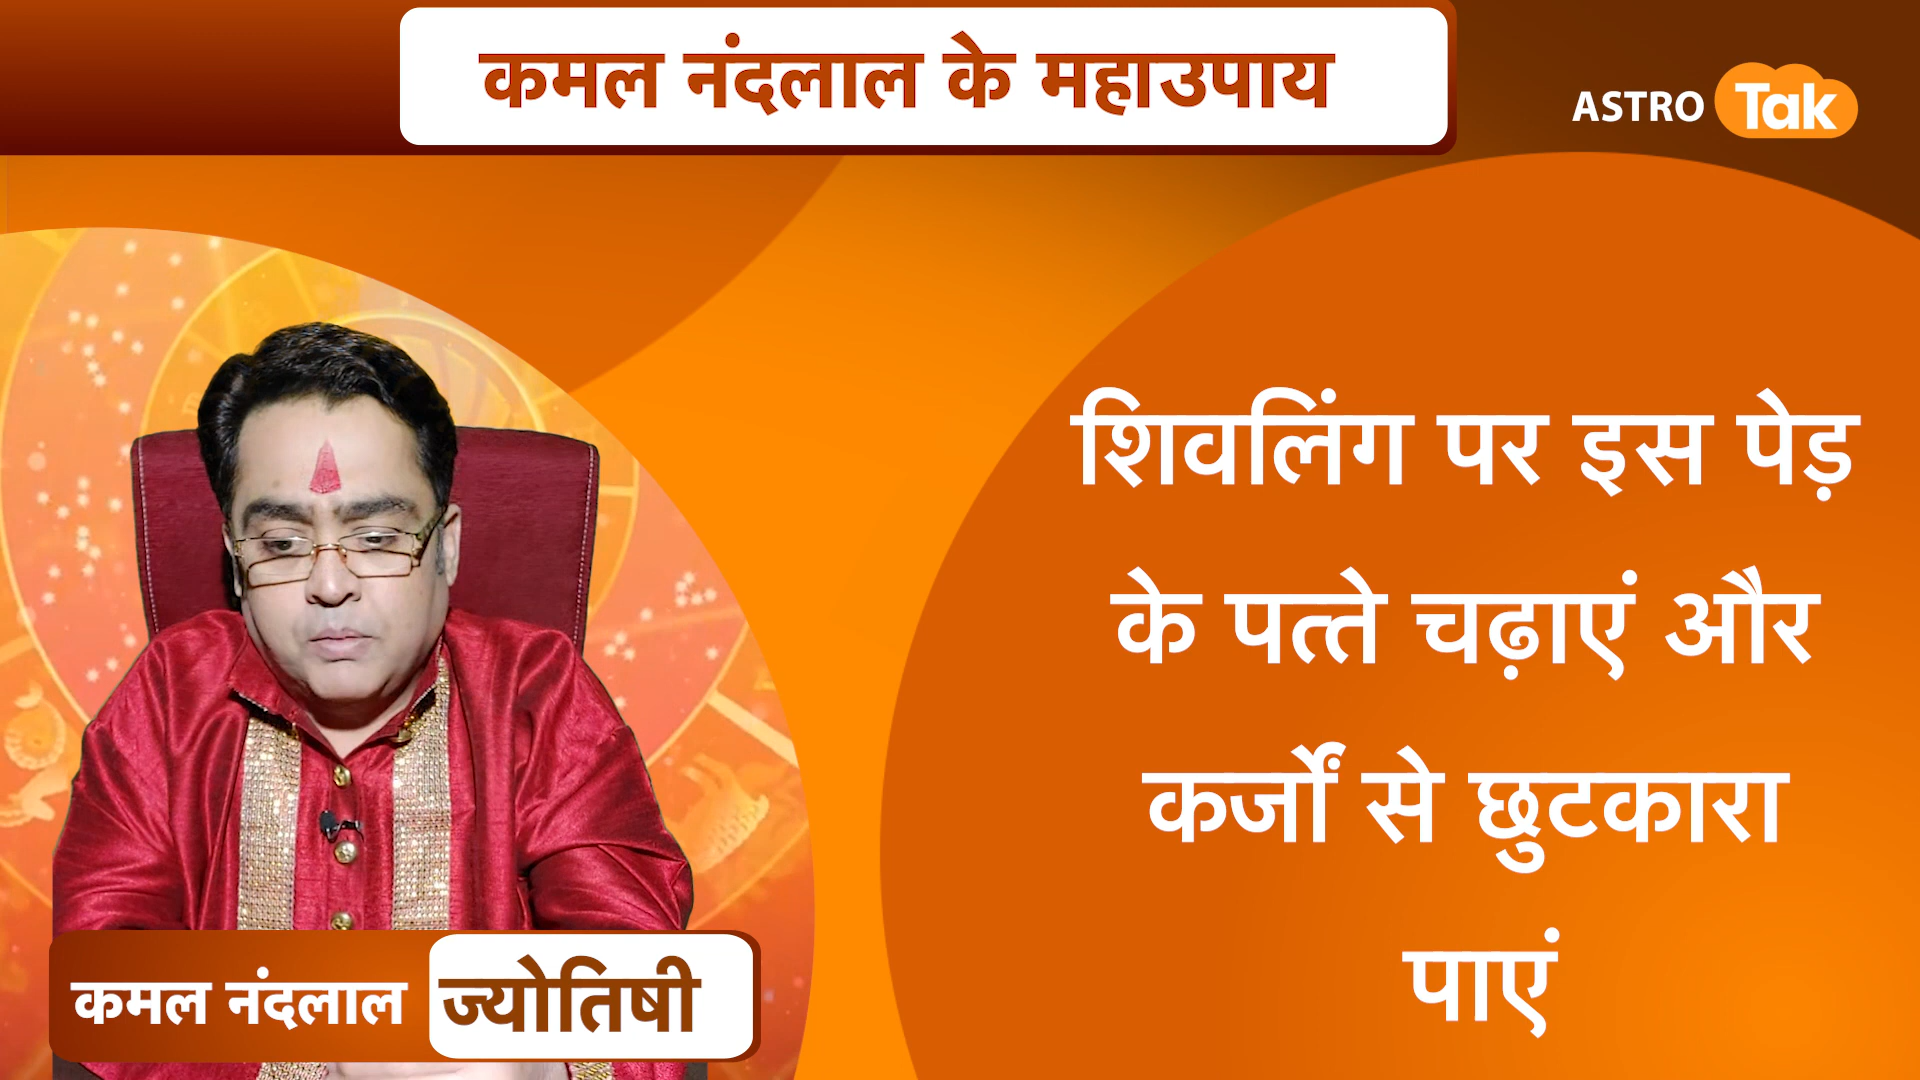 कमल नंदलाल के महाउपाय
ASTRO Tak
शिवलिंग पर इस पेड़
के पत्ते चढ़ाएं और
कर्जों से छुटकारा
पाएं
कमल नंदलाल ज्योतिषी